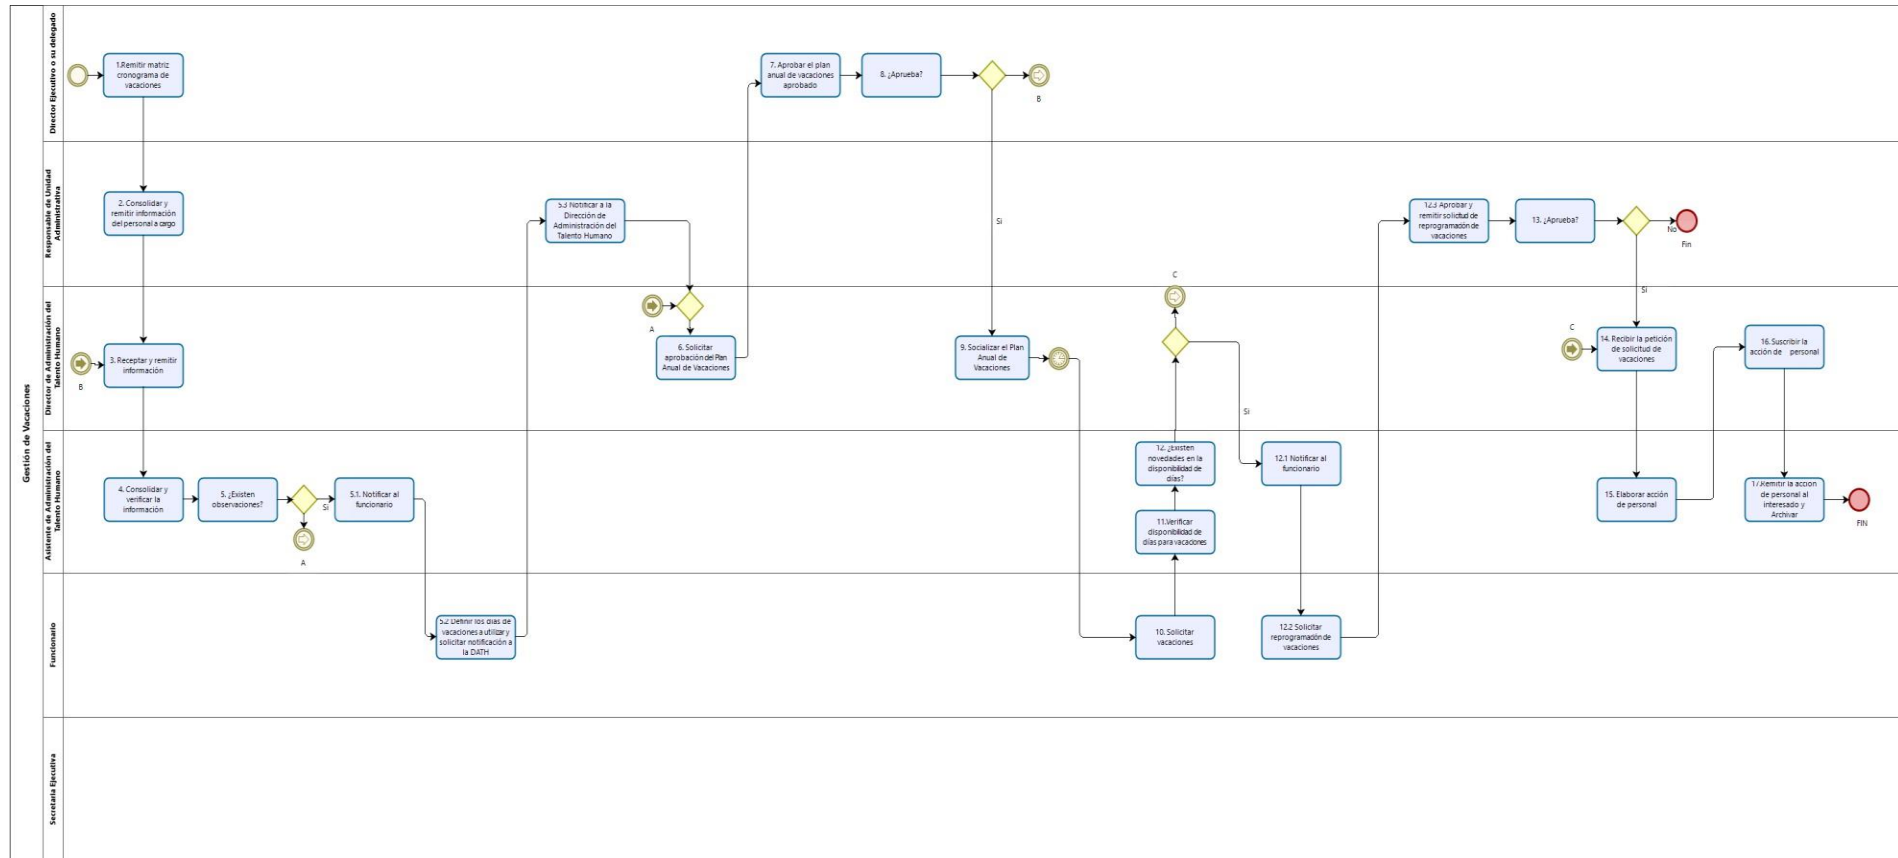 Gestión de Vacaciones
Director Ejecutivo o su delegado
1.Remitir matriz
cronograma de
vacaciones
7. Aprobar el plan
anual de vacaciones
aprobado
8. ¿Aprueba?
B
Responsable de Unidad
Administrativa
2. Consolidar y
remitir información
del personal a cargo
5.3 Notificar a la
Dirección de
Administración del
Talento Humano
Si
12.3 Aprobar y
remitir solicitud de
reprogramación de
vacaciones
13. ¿Aprueba?
No
Fin
Director de Administración del
Talento Humano
B
3. Receptar y remitir
información
A
6. Solicitar
aprobación del Plan
Anual de Vacaciones
9. Socializar el Plan
Anual de
Vacaciones
C
Si
Si
C
14. Recibir la petición
de solicitud de
vacaciones
16. Suscribir la
acción de personal
Asistente de Administración del
Talento Humano
4. Consolidar y
verificar la
información
5. ¿Existen
observaciones?
Si
A
5.1. Notificar al
funcionario
12. ¿Existen
novedades en la
disponibilidad de
días?
11.Verificar
disponibilidad de
días para vacaciones
12.1 Notificar al
funcionario
15. Elaborar acción
de personal
17.Remitir la acción
de personal al
interesado y
Archivar
FIN
Funcionario
5.2 Definir los días de
vacaciones a utilizar y
solicitar notificación a
la DATH
10. Solicitar
vacaciones
12.2 Solicitar
reprogramación de
vacaciones
Secretaria Ejecutiva